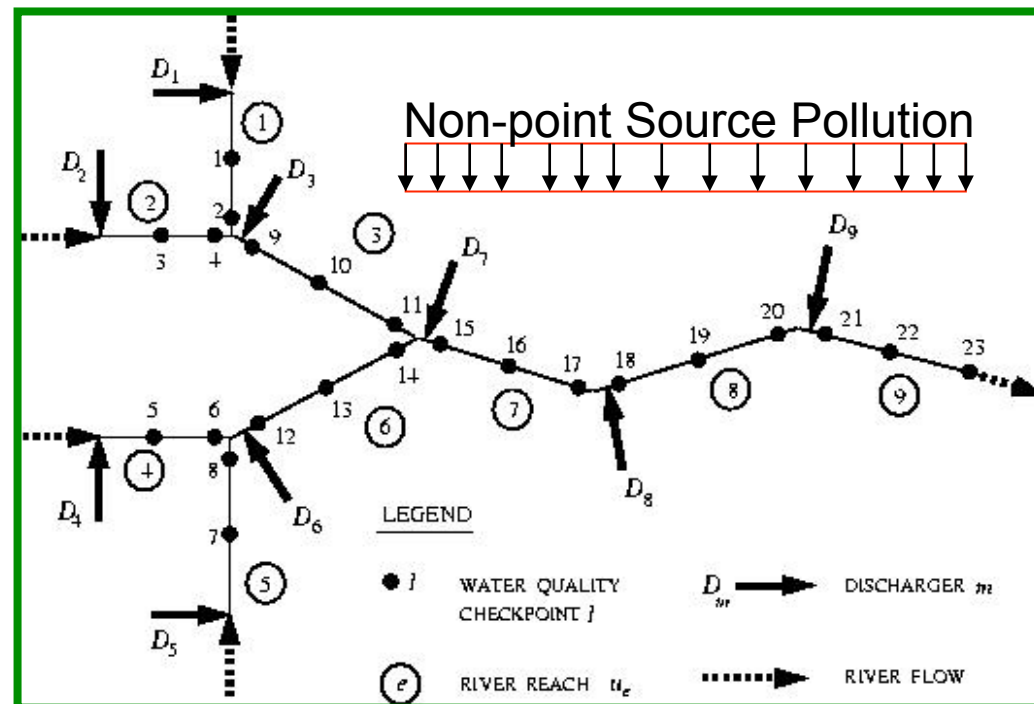 D1
1
Non-point Source Pollution
D2
1
D3
2
2
3
9
3
4
10
D7
D9
11
15
14
16
17
18
19
20
21
22
23
13
6
7
8
9
5
6
12
4
8
D4
D6
D8
7
5
D5
LEGEND
l WATER QUALITY
CHECKPOINT l
Dm DISCHARGER m
e RIVER REACH ue
RIVER FLOW